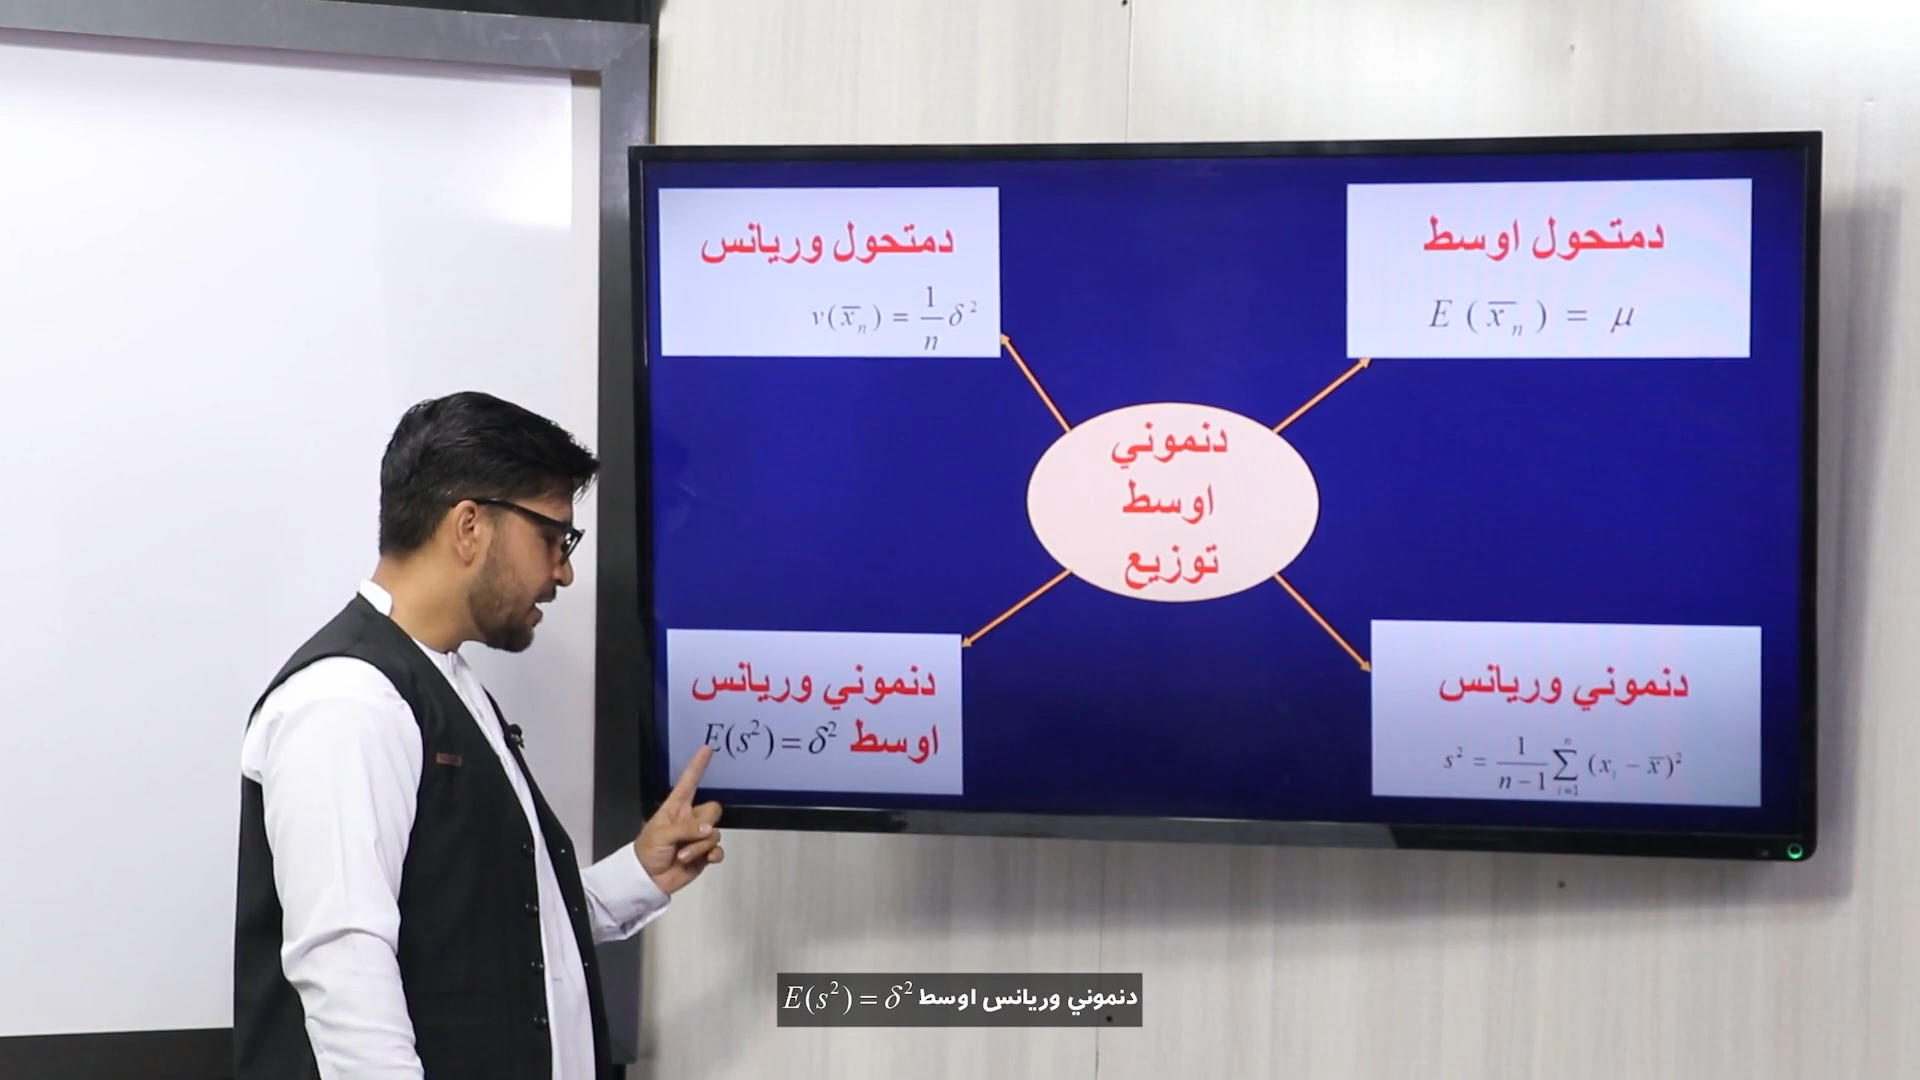 دمتحول اوسط
E ( x̄ₙ ) = μ
دمتحول وريانس
v(x̄ₙ) = 1/n δ²
دنموني
اوسط
توزيع
دنموني وريانس
s² = 1/(n − 1) ∑ᵢ₌₁ⁿ (xᵢ − x̄)²
دنموني وريانس
اوسط E(s²) = δ²
دنموني وريانس اوسط E(s²) = δ²